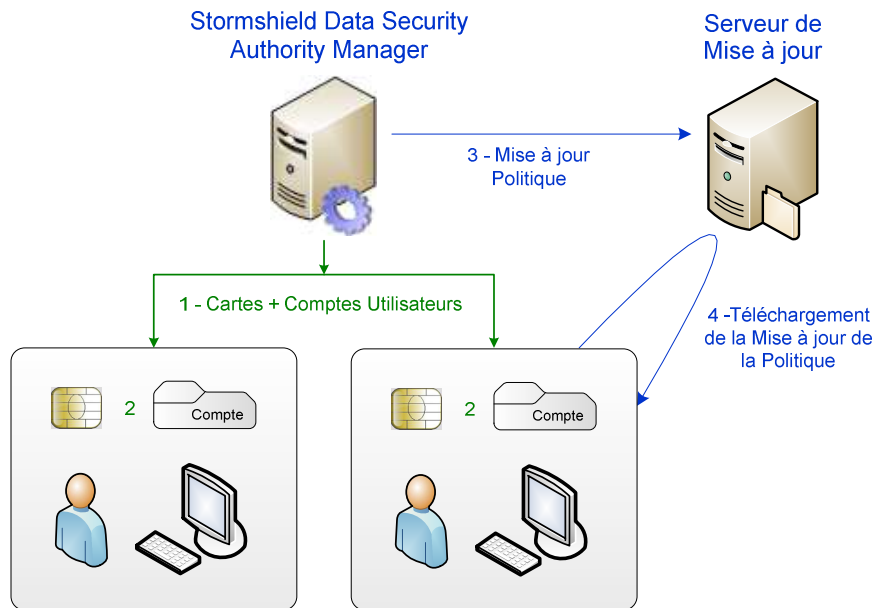 Stormshield Data Security
Authority Manager
Serveur de
Mise à jour
3 - Mise à jour
Politique
1 - Cartes + Comptes Utilisateurs
4 -Téléchargement
de la Mise à jour de
la Politique
2
Compte
2
Compte